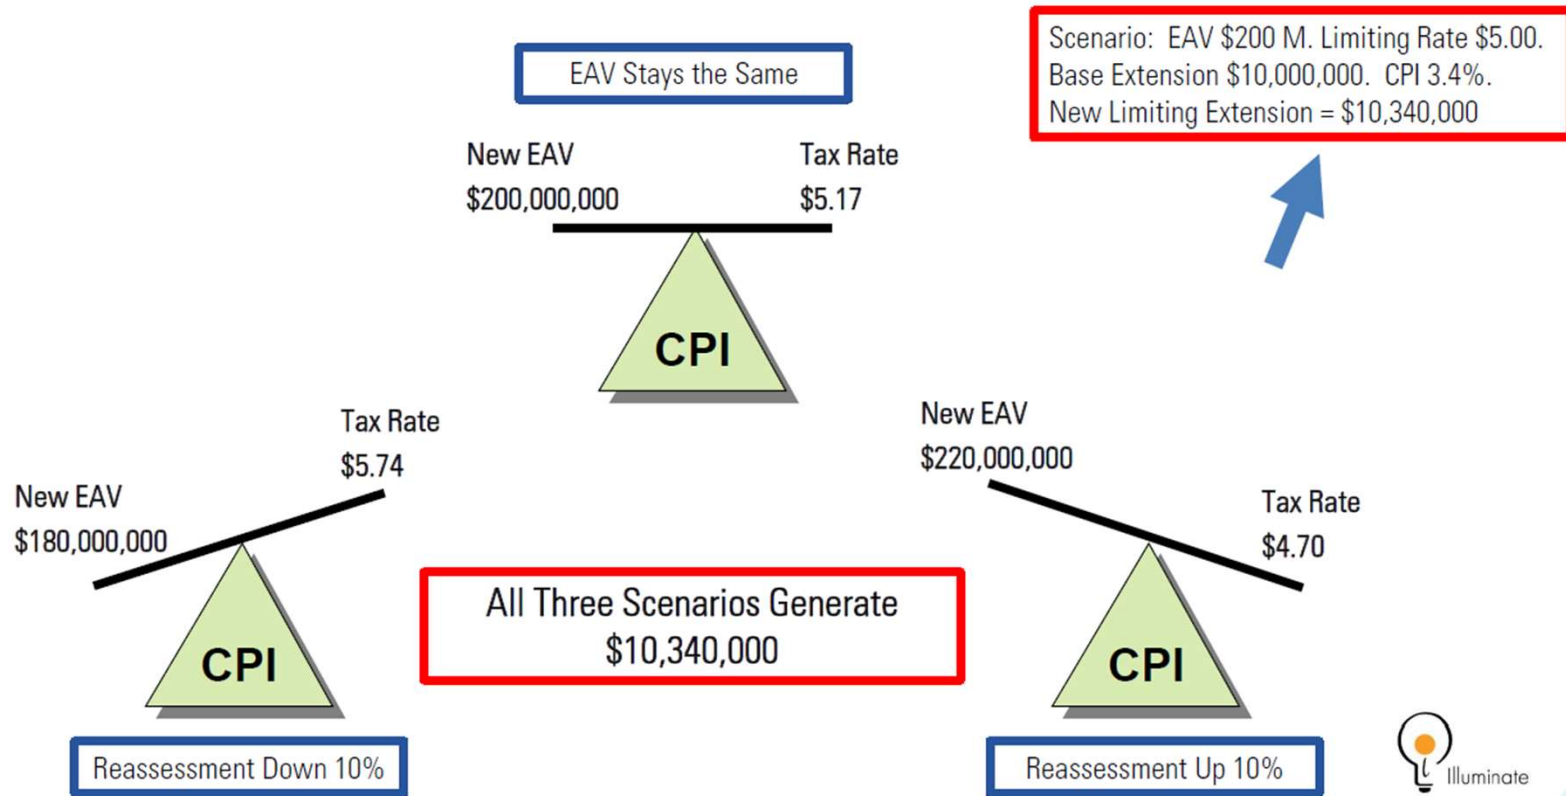 EAV Stays the Same
Scenario: EAV $200 M. Limiting Rate $5.00.
Base Extension $10,000,000. CPI 3.4%.
New Limiting Extension = $10,340,000
New EAV
$200,000,000
Tax Rate
$5.17
CPI
New EAV
$180,000,000
Tax Rate
$5.74
CPI
Reassessment Down 10%
All Three Scenarios Generate
$10,340,000
New EAV
$220,000,000
Tax Rate
$4.70
CPI
Reassessment Up 10%
Illuminate